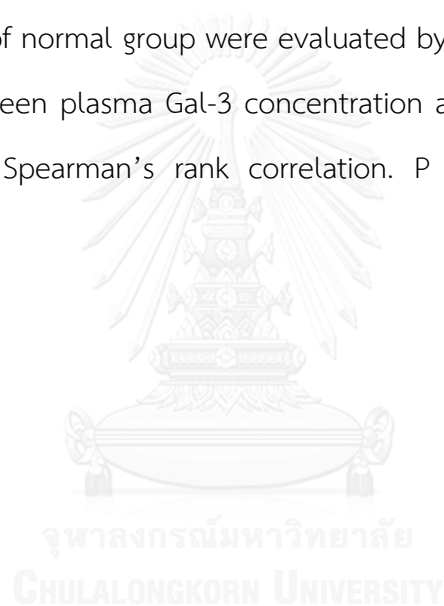 of normal group were evaluated by
een plasma Gal-3 concentration a
Spearman's rank correlation. P
จุฬาลงกรณ์มหาวิทยาลัย
CHULALONGKORN UNIVERSITY